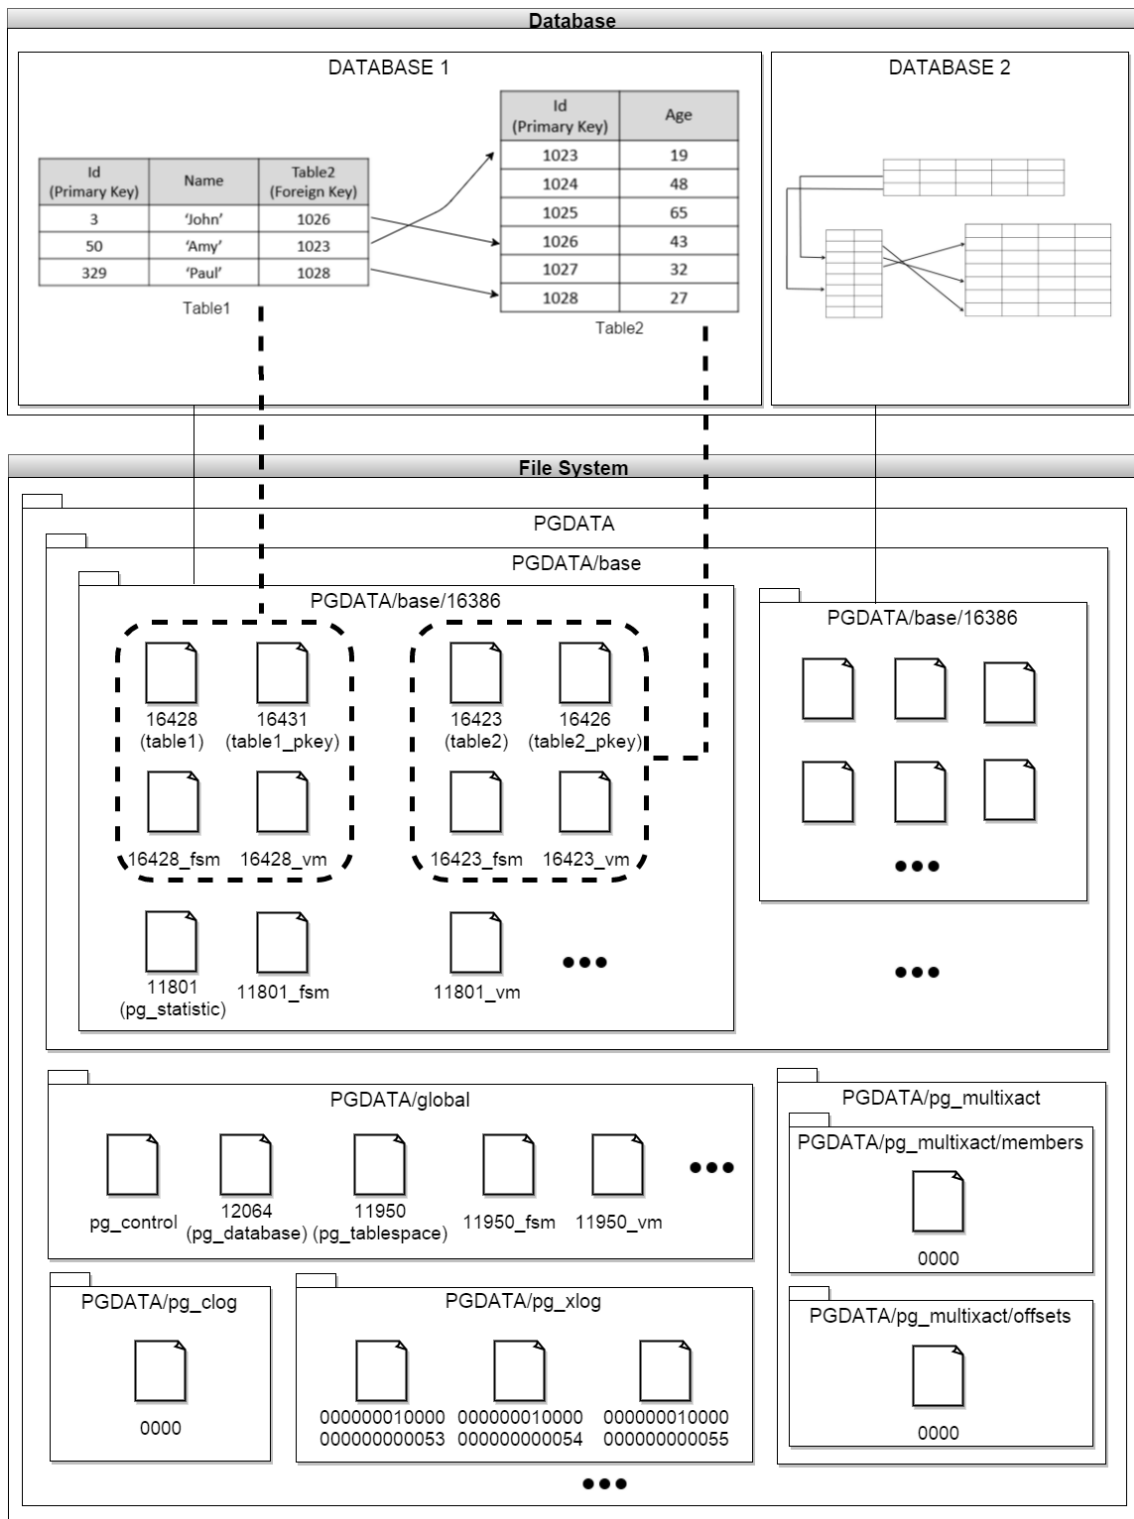 Database
DATABASE 1
Id
(Primary Key)
Name
Table2
(Foreign Key)
3
'John'
1026
50
'Amy'
1023
329
'Paul'
1028
Table1
Id
(Primary Key)
Age
1023
19
1024
48
1025
65
1026
43
1027
32
1028
27
Table2
DATABASE 2
File System
PGDATA
PGDATA/base
PGDATA/base/16386
16428
(table1)
16431
(table1_pkey)
16423
(table2)
16426
(table2_pkey)
16428_fsm
16428_vm
16423_fsm
16423_vm
11801
(pg_statistic)
11801_fsm
11801_vm
PGDATA/base/16386
PGDATA/global
pg_control
12064
(pg_database)
11950
(pg_tablespace)
11950_fsm
11950_vm
PGDATA/pg_multixact
PGDATA/pg_multixact/members
0000
PGDATA/pg_multixact/offsets
0000
PGDATA/pg_clog
0000
PGDATA/pg_xlog
000000010000
000000000053
000000010000
000000000054
000000010000
000000000055